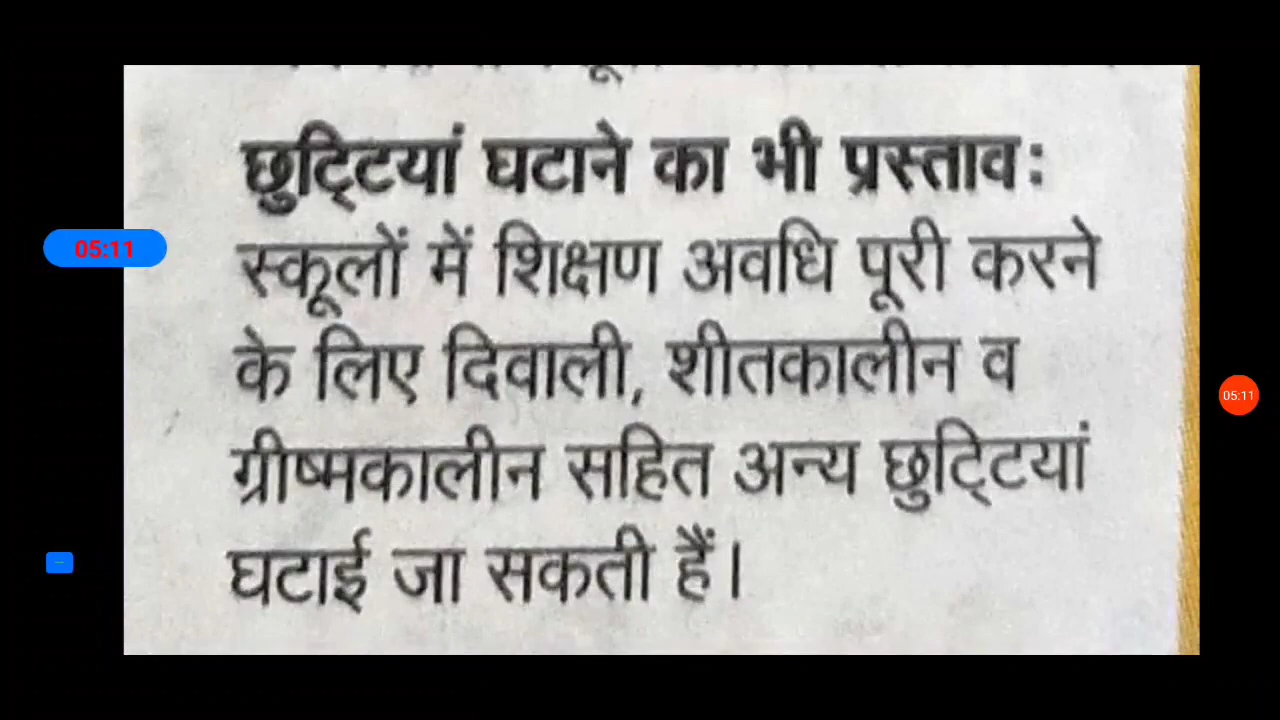 छुट्टियां घटाने का भी प्रस्ताव:
05:11
स्कूलों में शिक्षण अवधि पूरी करने
के लिए दिवाली, शीतकालीन व
05:11
ग्रीष्मकालीन सहित अन्य छुट्टियां
घटाई जा सकती हैं।